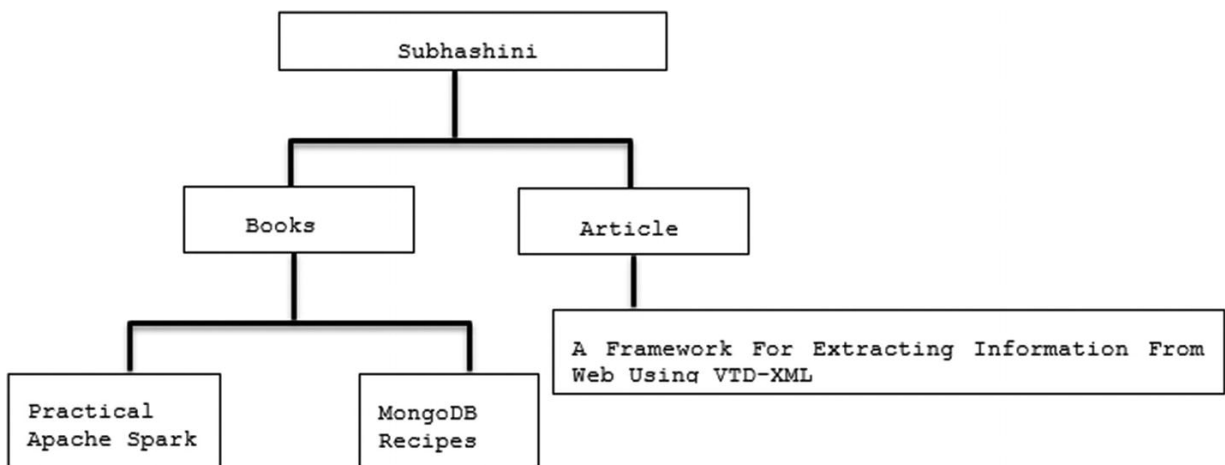 Subhashini
Books
Article
A Framework For Extracting Information From
Web Using VTD-XML
Practical
Apache Spark
MongoDB
Recipes